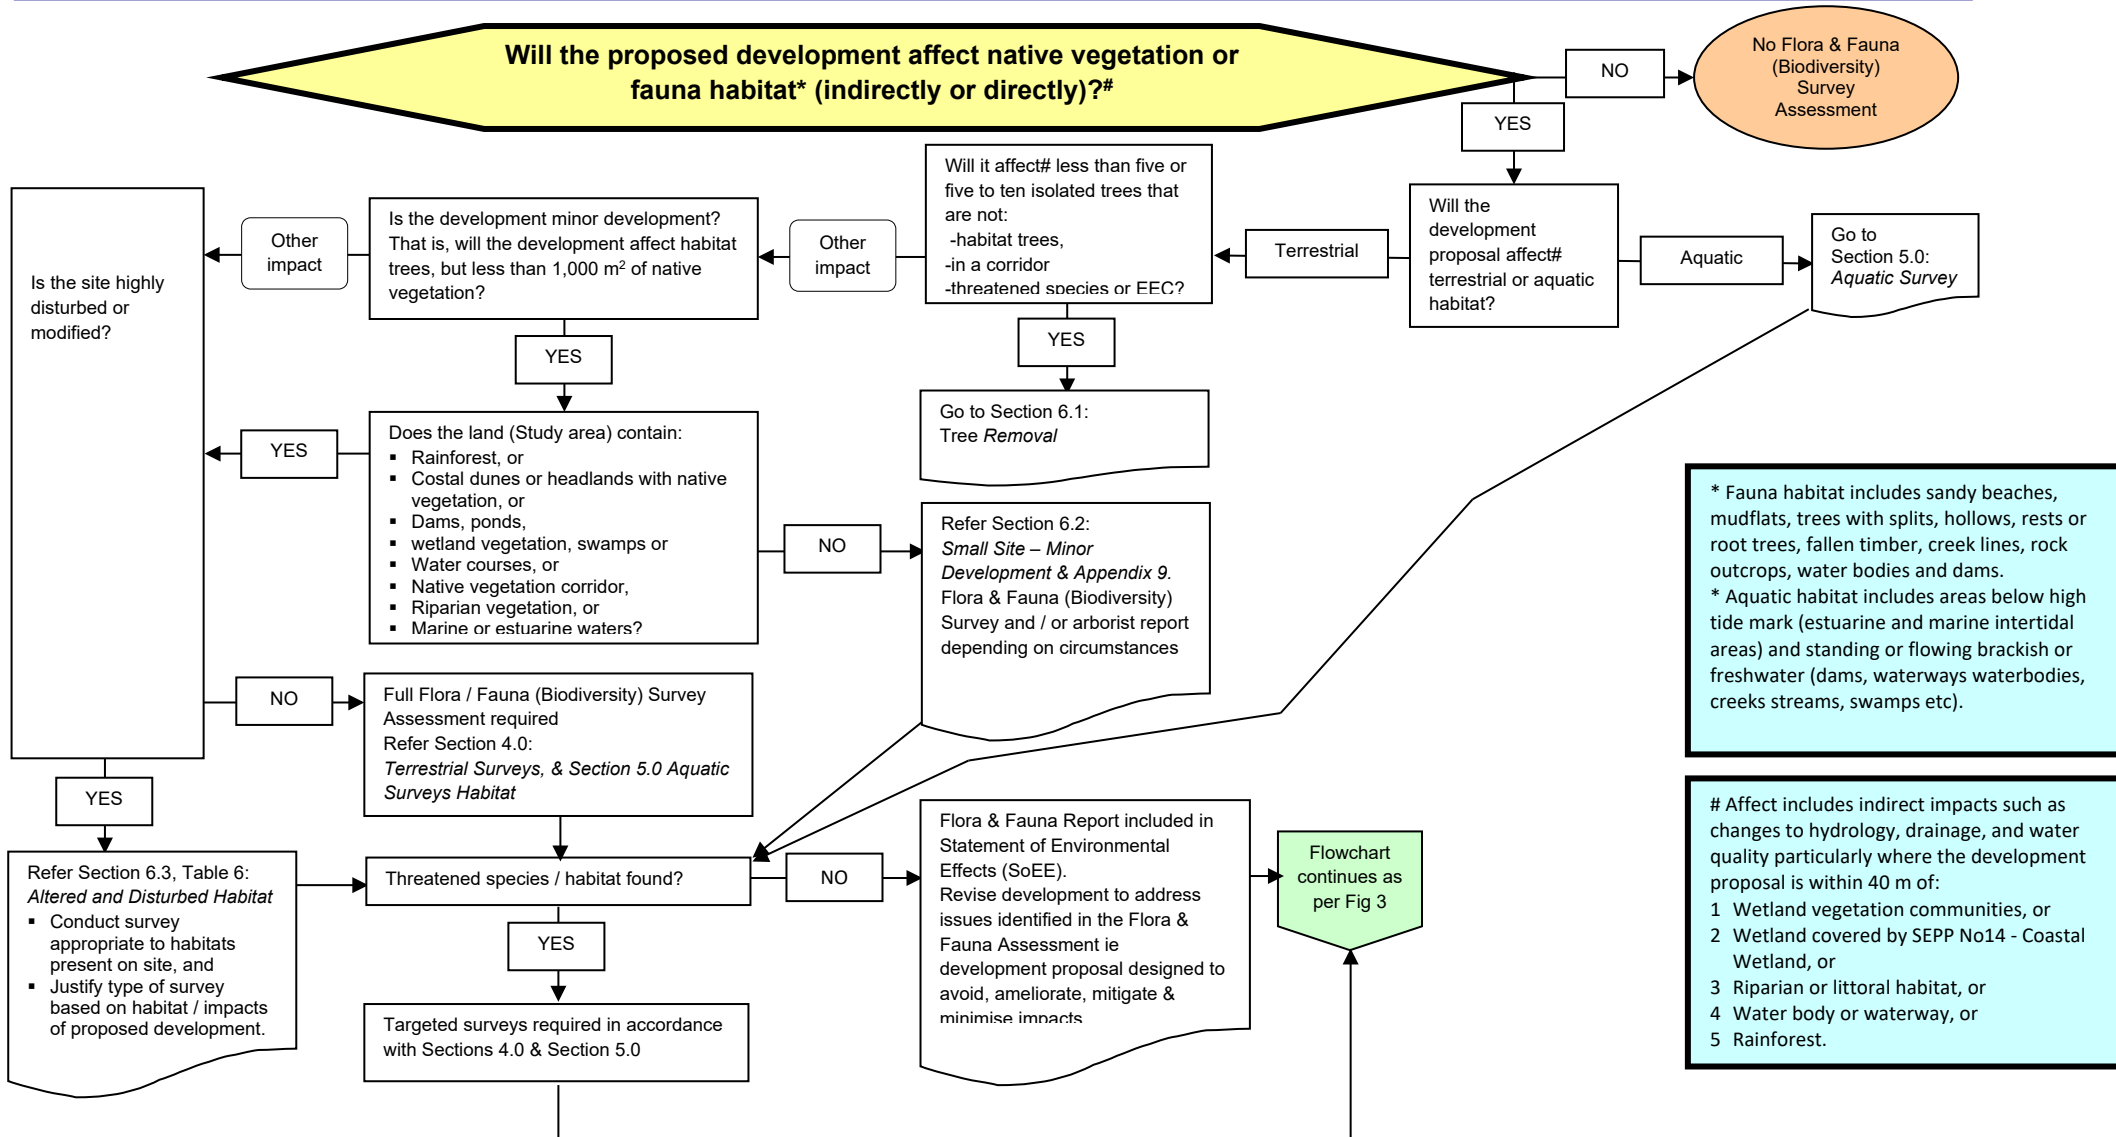 Will the proposed development affect native vegetation or
fauna habitat* (indirectly or directly)?#
NO
No Flora & Fauna
(Biodiversity)
Survey
Assessment
YES
Will the
development
proposal affect#
terrestrial or aquatic
habitat?
Aquatic
Go to
Section 5.0:
Aquatic Survey
Terrestrial
Will it affect# less than five or
five to ten isolated trees that
are not:
-habitat trees,
-in a corridor
-threatened species or EEC?
YES
Go to Section 6.1:
Tree Removal
Other
impact
Is the development minor development?
That is, will the development affect habitat
trees, but less than 1,000 m² of native
vegetation?
Other
impact
YES
Is the site highly
disturbed or
modified?
Does the land (Study area) contain:
▪ Rainforest, or
▪ Costal dunes or headlands with native
vegetation, or
▪ Dams, ponds,
▪ wetland vegetation, swamps or
▪ Water courses, or
▪ Native vegetation corridor,
▪ Riparian vegetation, or
▪ Marine or estuarine waters?
YES
NO
Refer Section 6.2:
Small Site – Minor
Development & Appendix 9.
Flora & Fauna (Biodiversity)
Survey and / or arborist report
depending on circumstances
NO
Full Flora / Fauna (Biodiversity) Survey
Assessment required
Refer Section 4.0:
Terrestrial Surveys, & Section 5.0 Aquatic
Surveys Habitat
YES
Refer Section 6.3, Table 6:
Altered and Disturbed Habitat
▪ Conduct survey
appropriate to habitats
present on site, and
▪ Justify type of survey
based on habitat / impacts
of proposed development.
Threatened species / habitat found?
NO
Flora & Fauna Report included in
Statement of Environmental
Effects (SoEE).
Revise development to address
issues identified in the Flora &
Fauna Assessment ie
development proposal designed to
avoid, ameliorate, mitigate &
minimise impacts
Flowchart
continues as
per Fig 3
YES
Targeted surveys required in accordance
with Sections 4.0 & Section 5.0
* Fauna habitat includes sandy beaches,
mudflats, trees with splits, hollows, rests or
root trees, fallen timber, creek lines, rock
outcrops, water bodies and dams.
* Aquatic habitat includes areas below high
tide mark (estuarine and marine intertidal
areas) and standing or flowing brackish or
freshwater (dams, waterways waterbodies,
creeks streams, swamps etc).
# Affect includes indirect impacts such as
changes to hydrology, drainage, and water
quality particularly where the development
proposal is within 40 m of:
1 Wetland vegetation communities, or
2 Wetland covered by SEPP No14 - Coastal
Wetland, or
3 Riparian or littoral habitat, or
4 Water body or waterway, or
5 Rainforest.